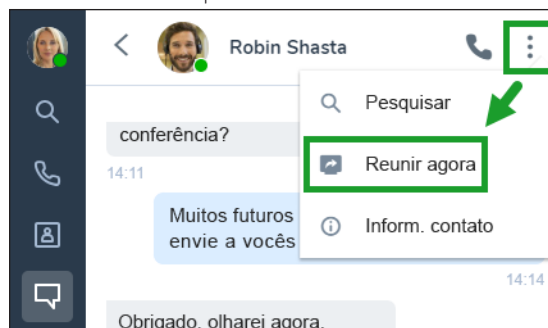 Robin Shasta
Pesquisar
conferência?
14:11
Reunir agora
Muitos futuros
envie a vocês
Inform. contato
14:14
Obrigado, olharei agora.